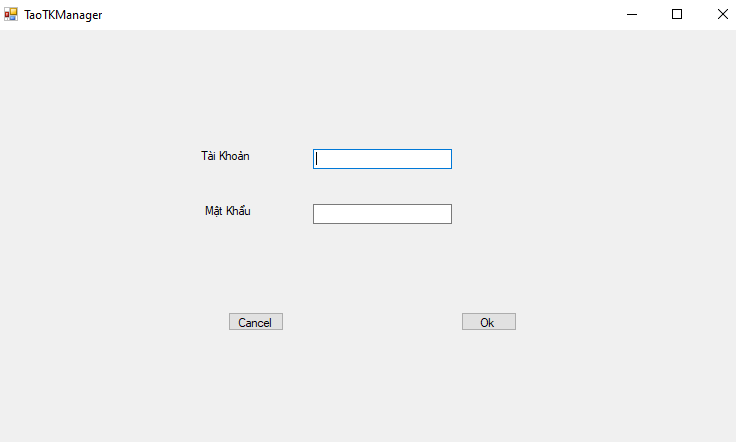 TaoTKManager
Tài Khoản
Mật Khẩu
Cancel
Ok